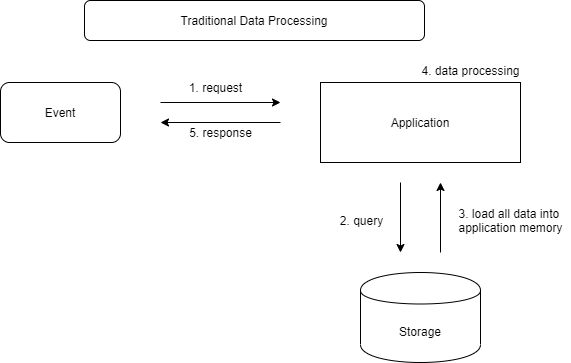 Traditional Data Processing
4. data processing
1. request
Event
Application
5. response
2. query
3. load all data into
application memory
Storage